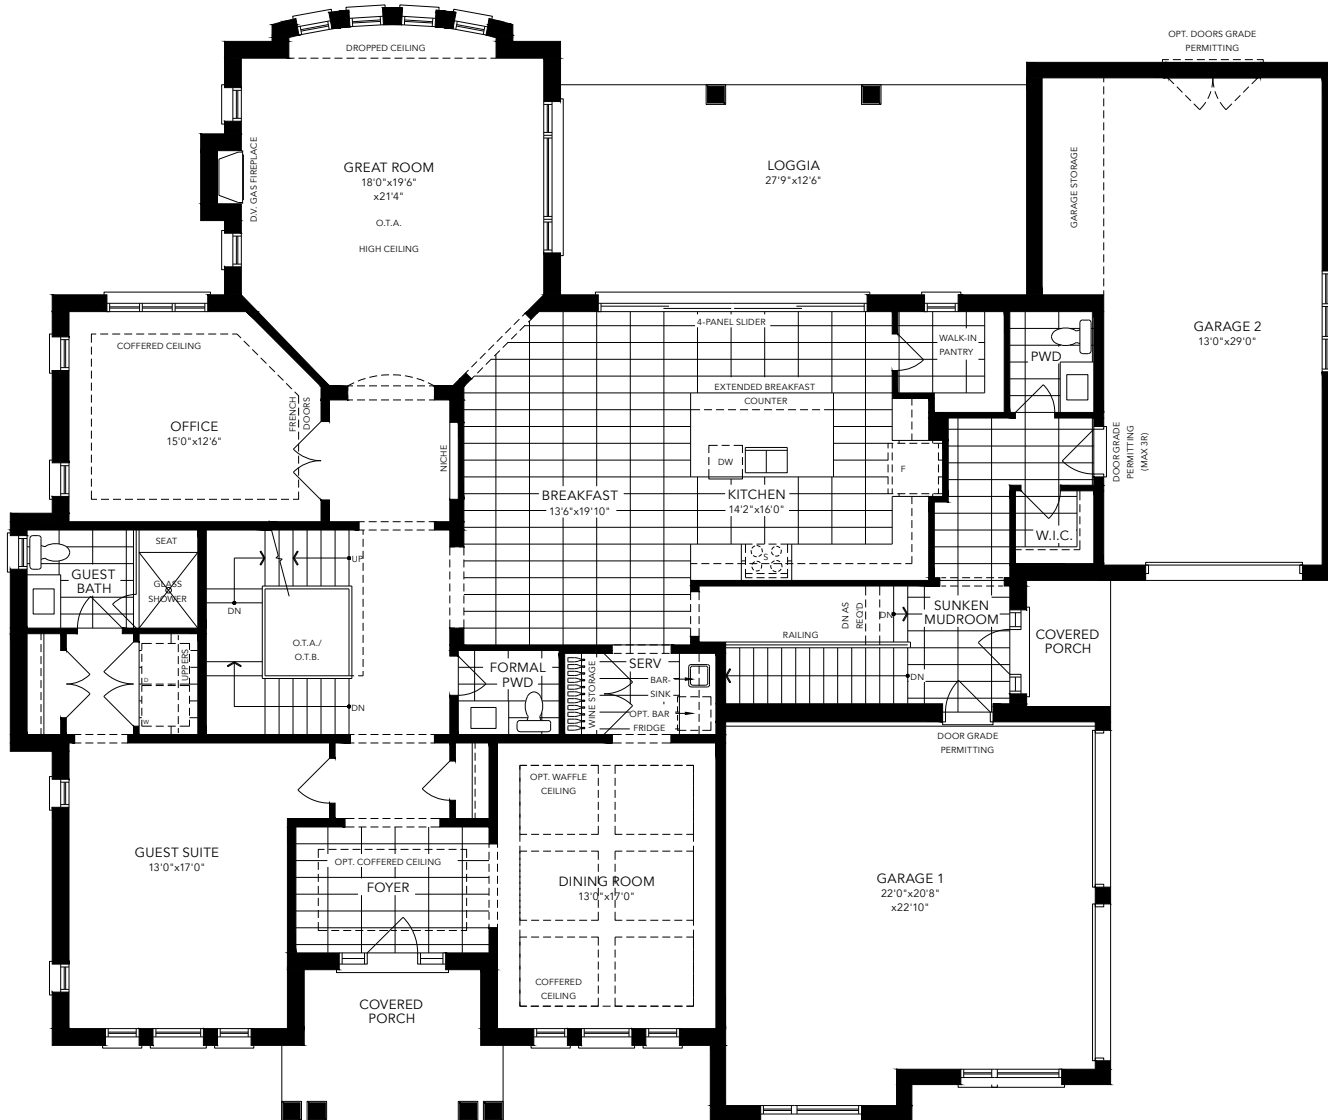 OPT. DOORS GRADE
PERMITTING
DROPPED CEILING
GREAT ROOM
18'0"x19'6"
x21'4"
O.T.A.
HIGH CEILING
D.V. GAS FIREPLACE
LOGGIA
27'9"x12'6"
GARAGE STORAGE
GARAGE 2
13'0"x29'0"
COFFERED CEILING
OFFICE
15'0"x12'6"
FRENCH
DOORS
NICHE
4-PANEL SLIDER
WALK-IN
PANTRY
PWD
EXTENDED BREAKFAST
COUNTER
DW
F
BREAKFAST
13'6"x19'10"
KITCHEN
14'2"x16'0"
S
DOOR GRADE
PERMITTING
(MAX 3R)
W.I.C.
SEAT
GUEST
BATH
GLASS
SHOWER
UP
DN
O.T.A./
O.T.B.
DN
UPPERS
D
W
FORMAL
PWD
SERV
WINE STORAGE
BAR-
SINK
OPT. BAR
FRIDGE
RAILING
DN AS
REQ'D
DN
DN
SUNKEN
MUDROOM
COVERED
PORCH
DOOR GRADE
PERMITTING
GUEST SUITE
13'0"x17'0"
OPT. COFFERED CEILING
FOYER
OPT. WAFFLE
CEILING
DINING ROOM
13'0"x17'0"
COFFERED
CEILING
GARAGE 1
22'0"x20'8"
x22'10"
COVERED
PORCH